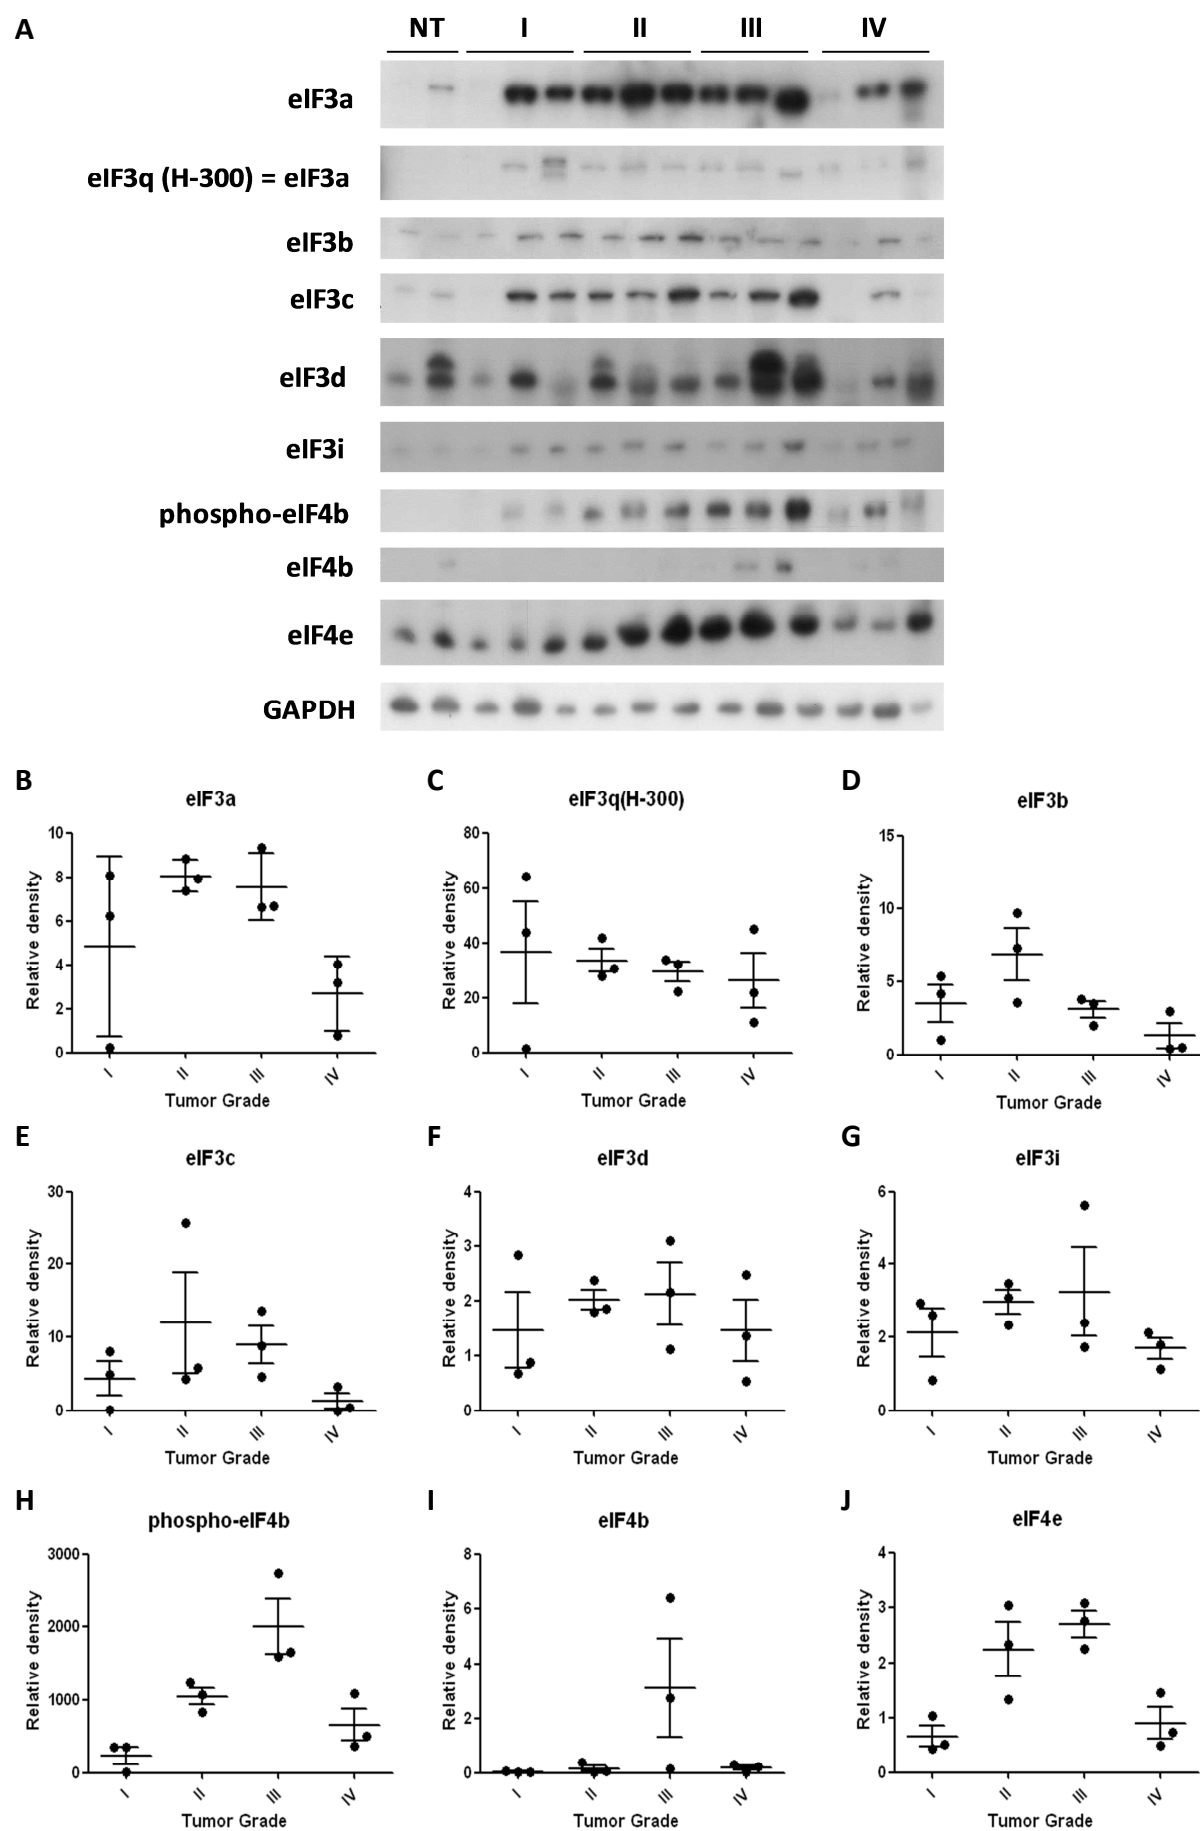 A
NT I II III IV
eIF3a
eIF3q (H-300) = eIF3a
eIF3b
eIF3c
eIF3d
eIF3i
phospho-eIF4b
eIF4b
eIF4e
GAPDH
B
eIF3a
Relative density
10
8
6
4
2
0
I II III IV
Tumor Grade
C
eIF3q(H-300)
Relative density
80
60
40
20
0
I II III IV
Tumor Grade
D
eIF3b
Relative density
15
10
5
0
I II III IV
Tumor Grade
E
eIF3c
Relative density
30
20
10
0
I II III IV
Tumor Grade
F
eIF3d
Relative density
4
3
2
1
0
I II III IV
Tumor Grade
G
eIF3i
Relative density
6
4
2
0
I II III IV
Tumor Grade
H
phospho-eIF4b
Relative density
3000
2000
1000
0
I II III IV
Tumor Grade
I
eIF4b
Relative density
8
6
4
2
0
I II III IV
Tumor Grade
J
eIF4e
Relative density
4
3
2
1
0
I II III IV
Tumor Grade